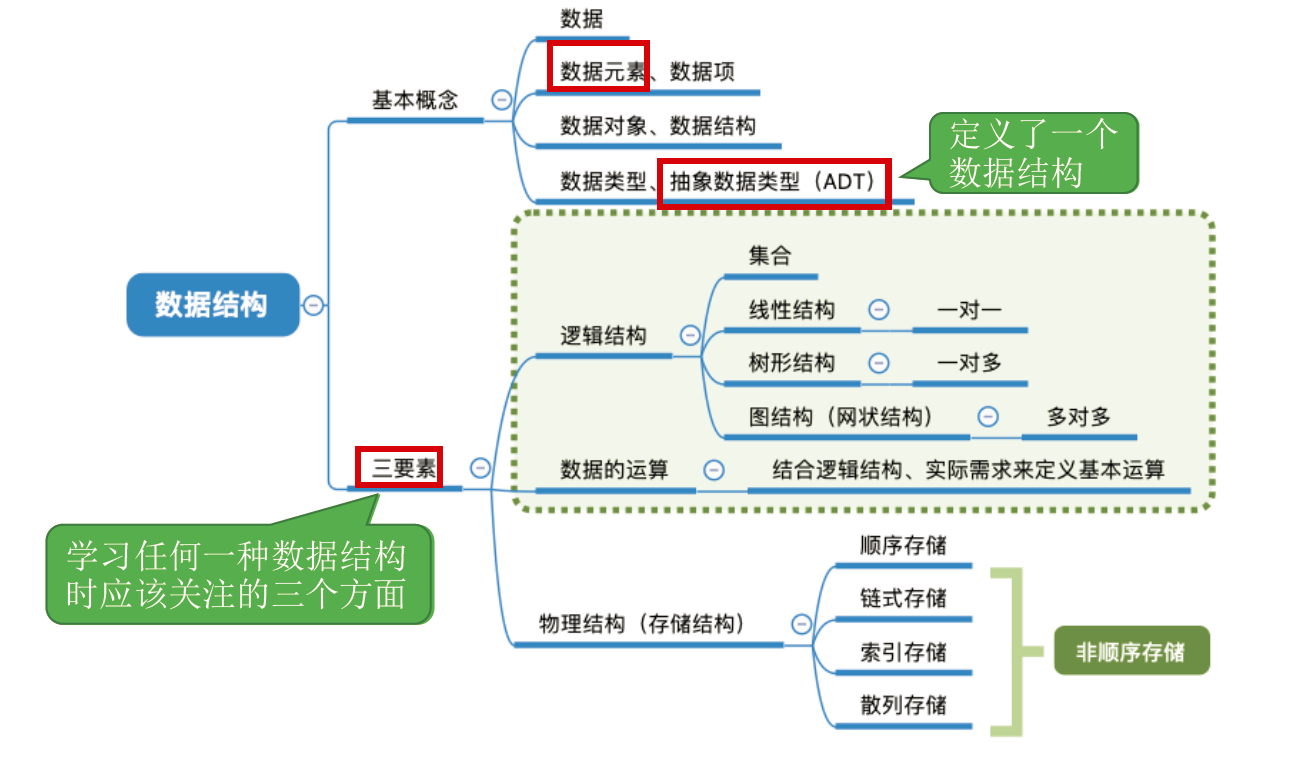 数据
数据元素、数据项
基本概念
数据对象、数据结构
定义了一个
数据结构
数据类型、抽象数据类型（ADT）
数据结构
集合
线性结构
一对一
逻辑结构
树形结构
一对多
图结构（网状结构）
多对多
三要素
数据的运算
结合逻辑结构、实际需求来定义基本运算
学习任何一种数据结构
时应该关注的三个方面
顺序存储
链式存储
物理结构（存储结构）
索引存储
非顺序存储
散列存储